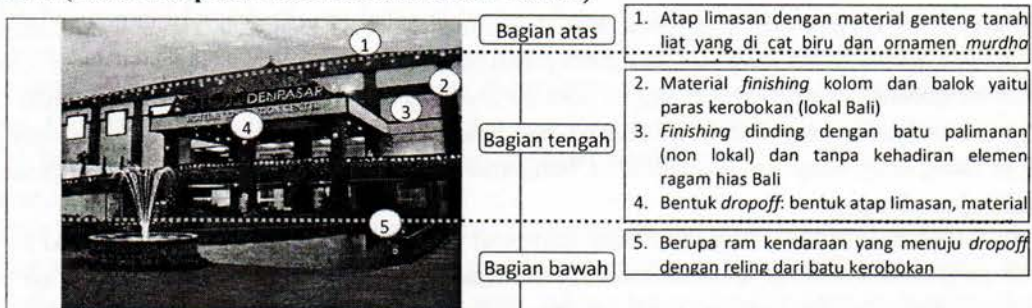 1
2
3
4
5
DENPASAR
Bagian atas
Bagian tengah
Bagian bawah
1. Atap limasan dengan material genteng tanah
liat yang di cat biru dan ornamen murdha
2. Material finishing kolom dan balok yaitu
paras kerobokan (lokal Bali)
3. Finishing dinding dengan batu palimanan
(non lokal) dan tanpa kehadiran elemen
ragam hias Bali
4. Bentuk dropoff: bentuk atap limasan, material
5. Berupa ram kendaraan yang menuju dropoff
dengan reling dari batu kerobokan